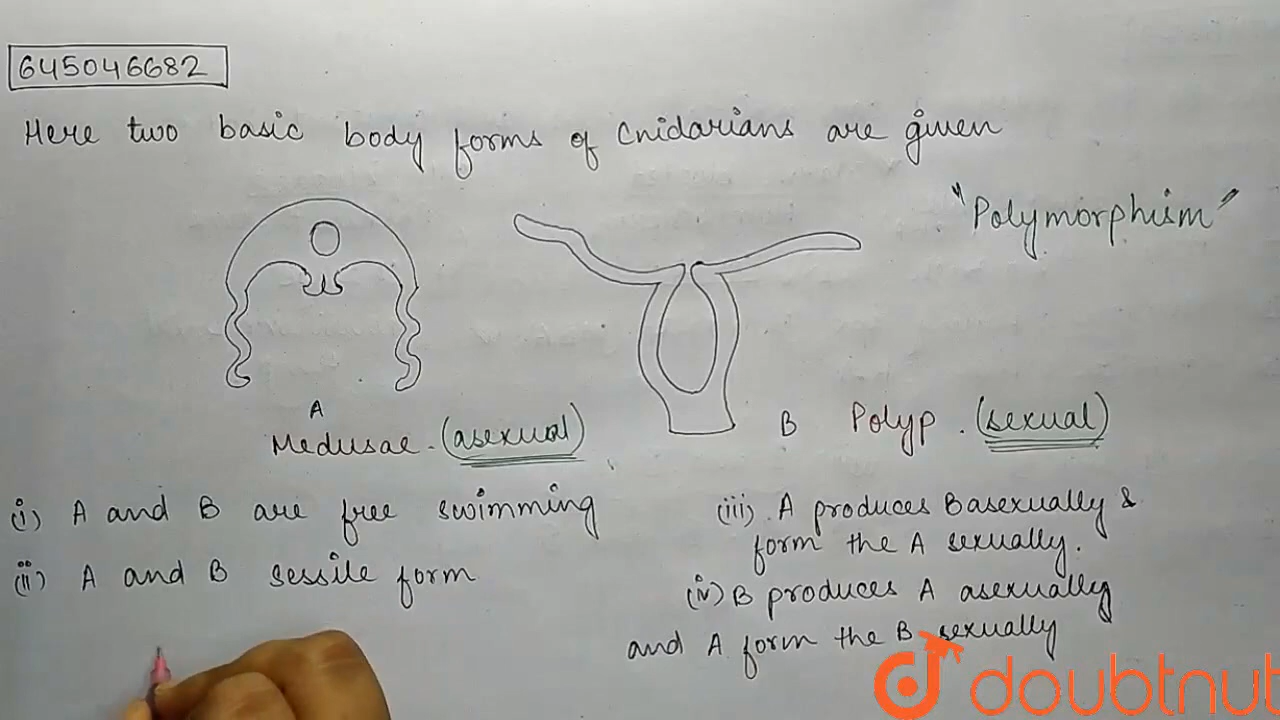 645046682
Here two basic body forms of Cnidarians are given
"Polymorphism"
A
Medusae - (asexual)
B Polyp. (sexual)
(i) A and B are free swimming
(ii) A and B sessile form
(iii). A produces B asexually &
form the A sexually.
(iv) B produces A asexually
and A form the B sexually
doubtnut